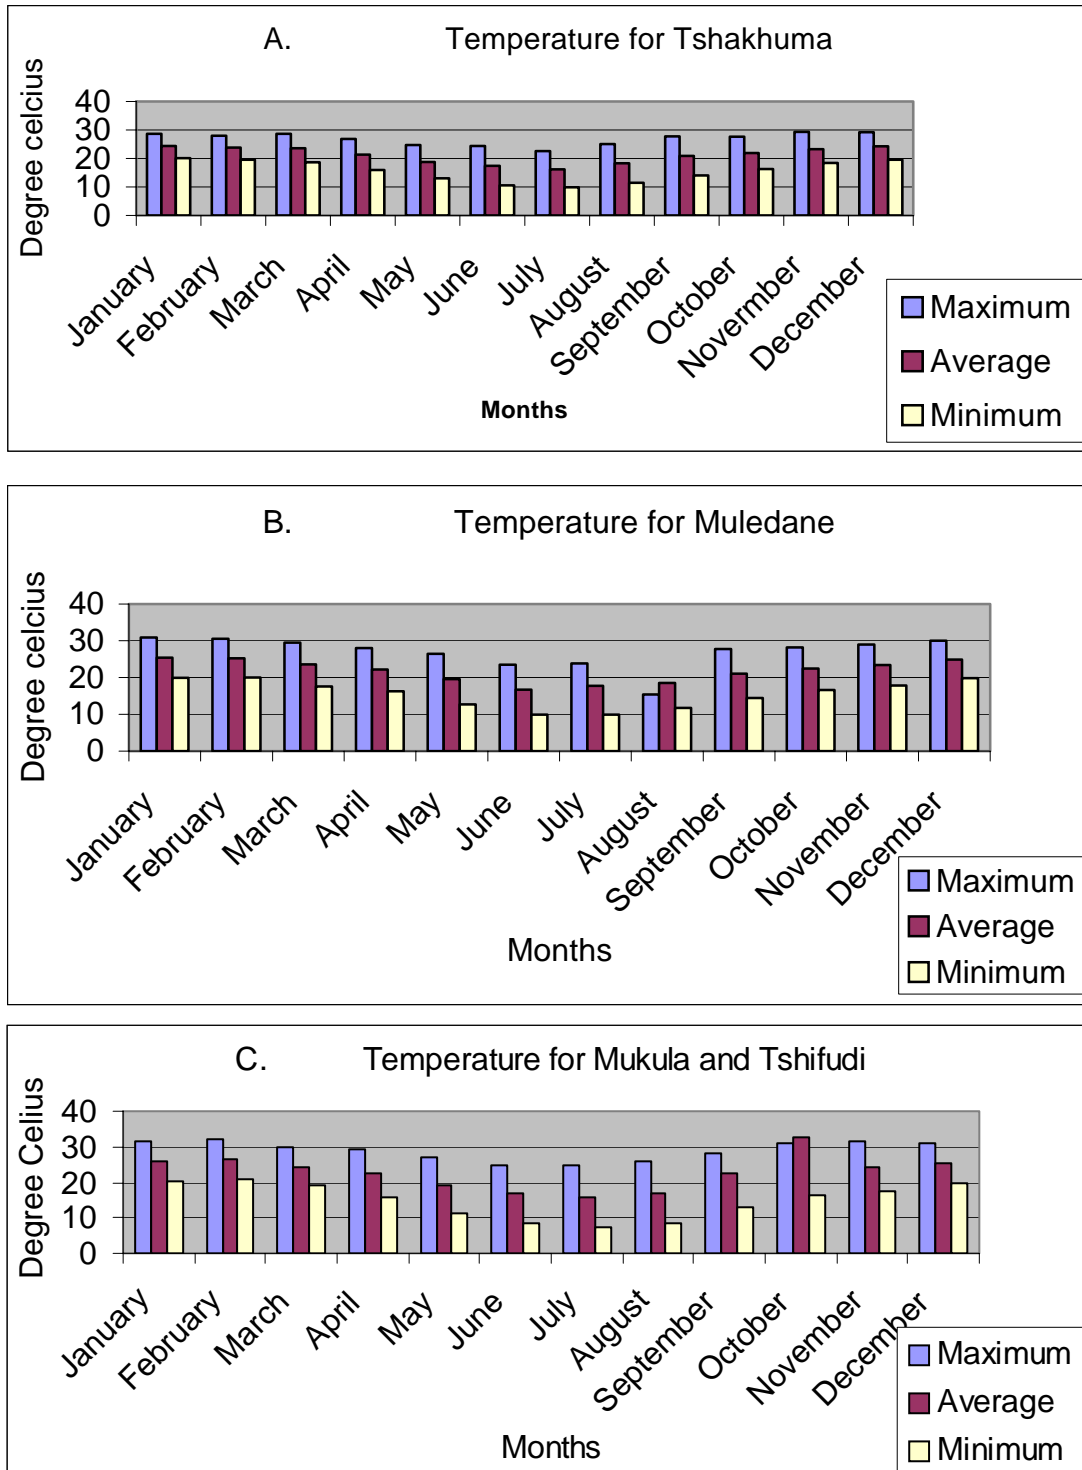 A. Temperature for Tshakhuma
Degree celcius
40
30
20
10
0
January
February
March
April
May
June
July
August
September
October
Novermber
December
Months
Maximum
Average
Minimum
B. Temperature for Muledane
Degree celcius
40
30
20
10
0
January
February
March
April
May
June
July
August
September
October
November
December
Months
Maximum
Average
Minimum
C. Temperature for Mukula and Tshifudi
Degree Celius
40
30
20
10
0
January
February
March
April
May
June
July
August
September
October
November
December
Months
Maximum
Average
Minimum